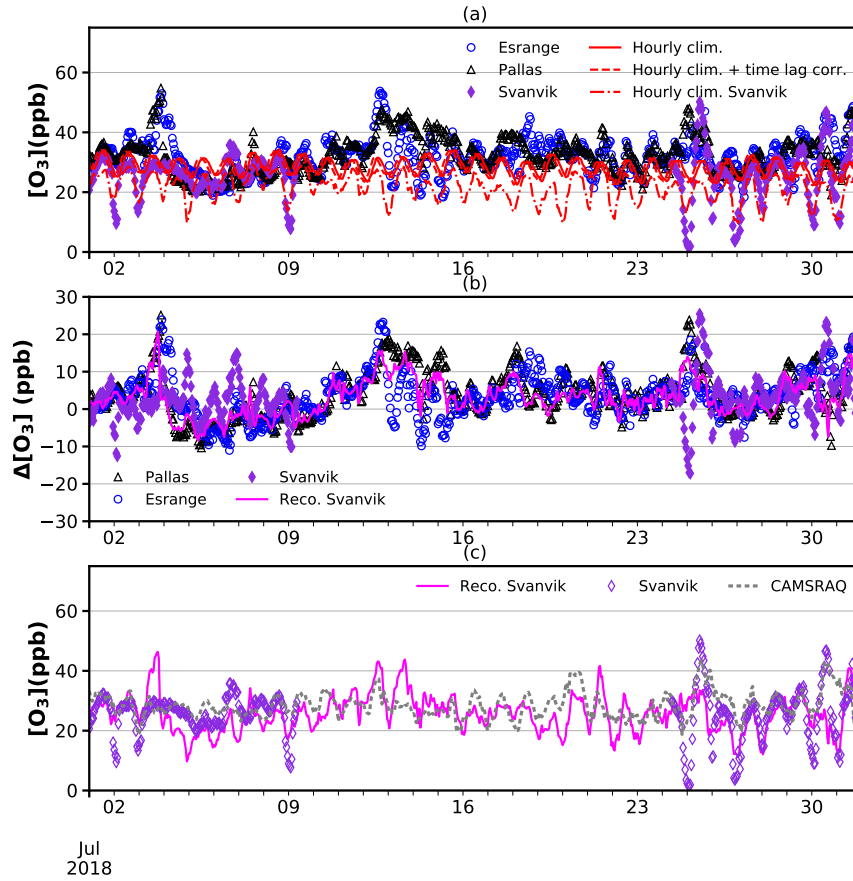 (a)
[O₃](ppb)
60
40
20
0
Esrange
Pallas
Svanvik
Hourly clim.
Hourly clim. + time lag corr.
Hourly clim. Svanvik
02 09 16 23 30
(b)
Δ[O₃] (ppb)
30
20
10
0
−10
−20
−30
Pallas
Esrange
Svanvik
Reco. Svanvik
02 09 16 23 30
(c)
[O₃](ppb)
60
40
20
0
Reco. Svanvik Svanvik CAMSRAQ
02 09 16 23 30
Jul
2018